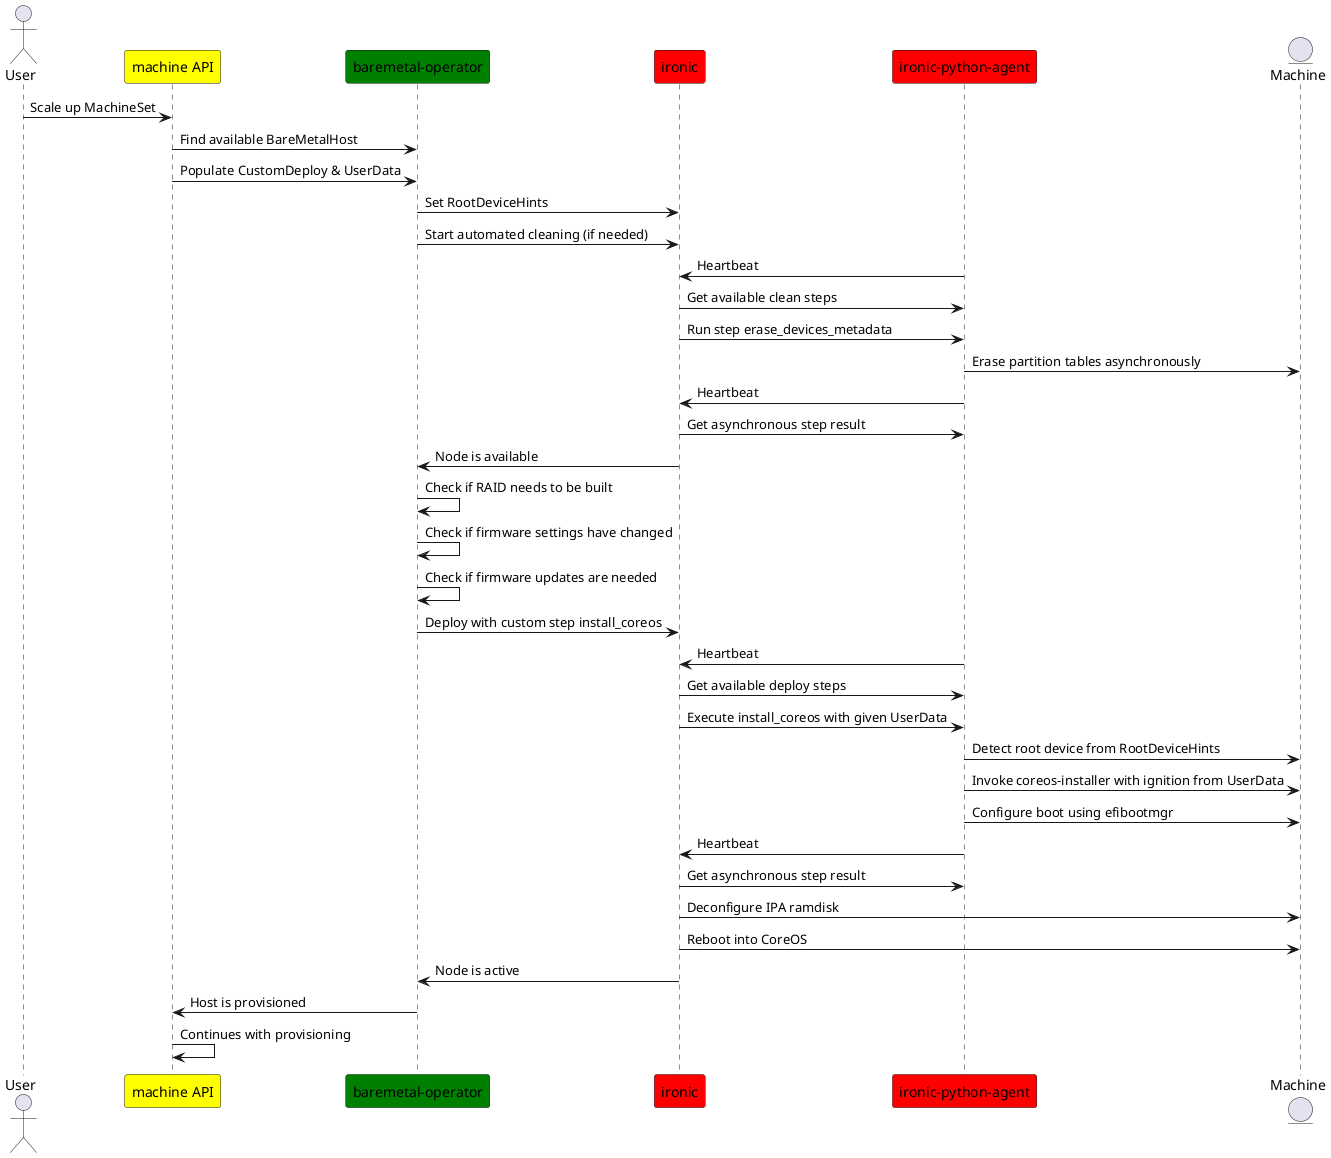 User
machine API
baremetal-operator
ironic
ironic-python-agent
Machine
Scale up MachineSet
Find available BareMetalHost
Populate CustomDeploy & UserData
Set RootDeviceHints
Start automated cleaning (if needed)
Heartbeat
Get available clean steps
Run step erase_devices_metadata
Erase partition tables asynchronously
Heartbeat
Get asynchronous step result
Node is available
Check if RAID needs to be built
Check if firmware settings have changed
Check if firmware updates are needed
Deploy with custom step install_coreos
Heartbeat
Get available deploy steps
Execute install_coreos with given UserData
Detect root device from RootDeviceHints
Invoke coreos-installer with ignition from UserData
Configure boot using efibootmgr
Heartbeat
Get asynchronous step result
Deconfigure IPA ramdisk
Reboot into CoreOS
Node is active
Host is provisioned
Continues with provisioning
User
machine API
baremetal-operator
ironic
ironic-python-agent
Machine